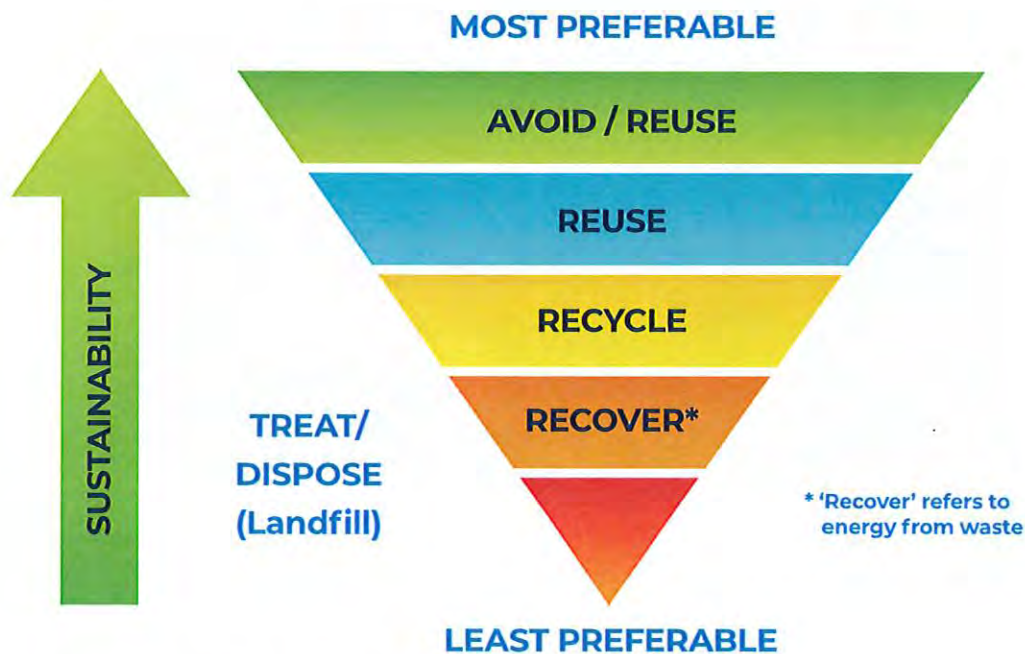 MOST PREFERABLE
AVOID / REUSE
REUSE
RECYCLE
RECOVER*
SUSTAINABILITY
TREAT/
DISPOSE
(Landfill)
* 'Recover' refers to
energy from waste
LEAST PREFERABLE